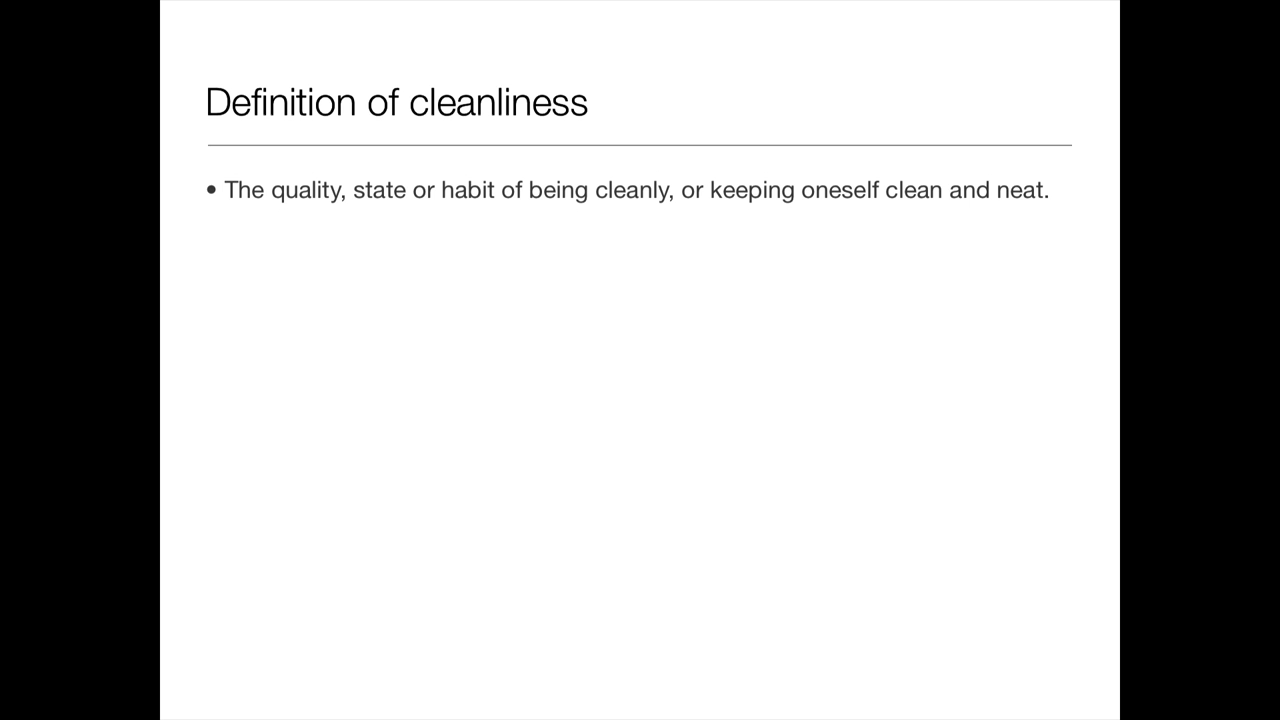 Definition of cleanliness
• The quality, state or habit of being cleanly, or keeping oneself clean and neat.